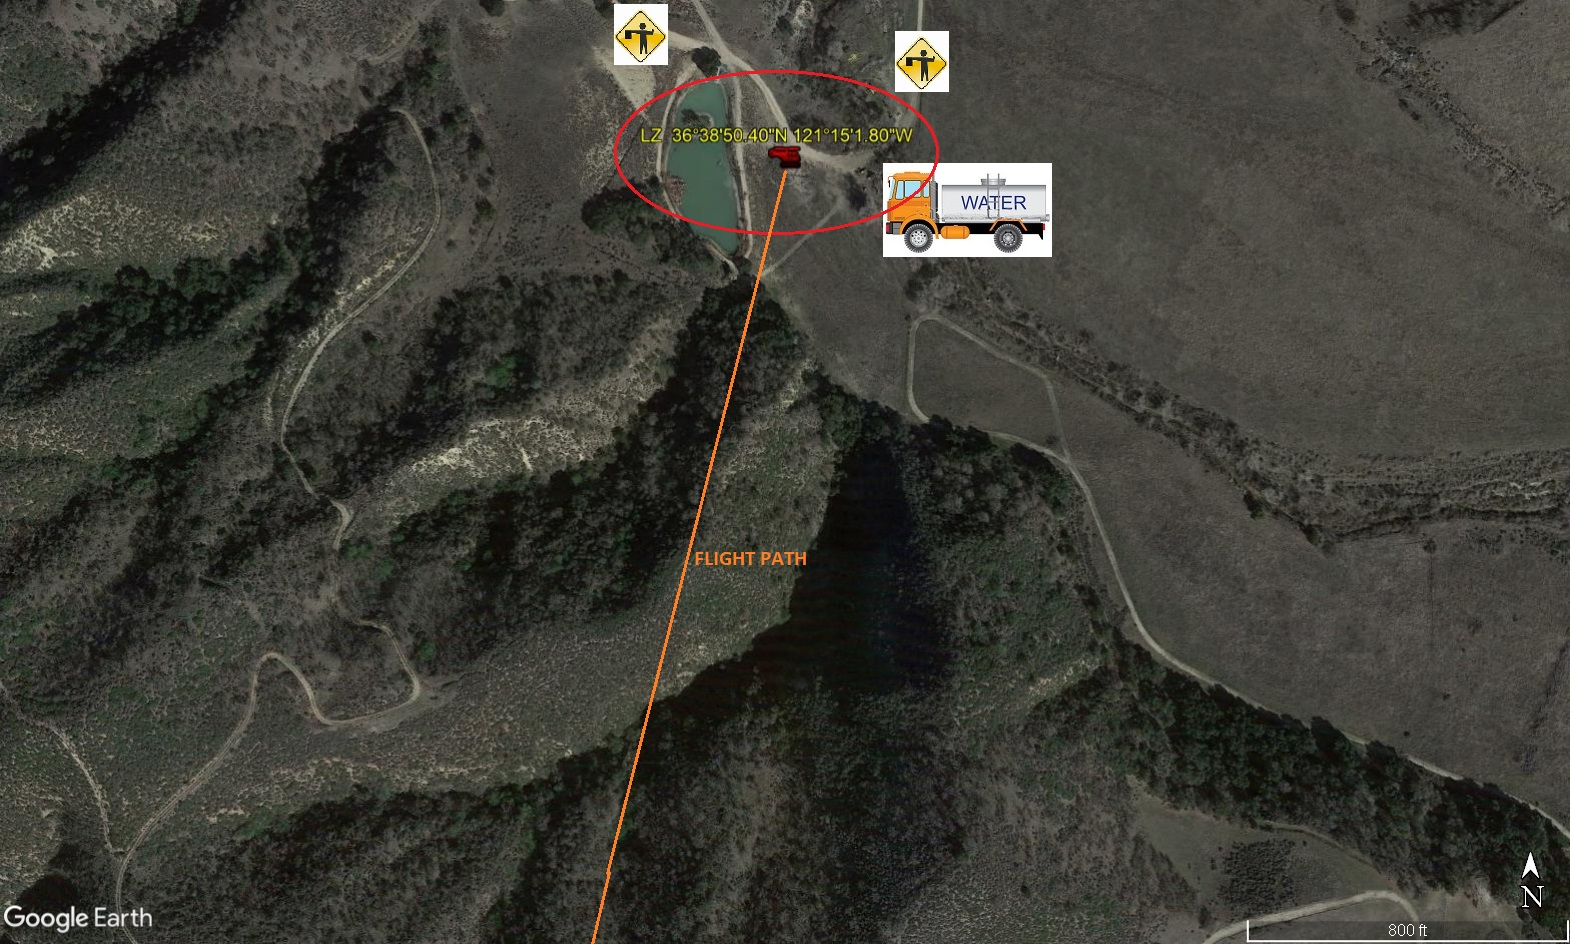 LZ 36°38'50.40"N 121°15'1.80"W
WATER
FLIGHT PATH
N
Google Earth
800 ft